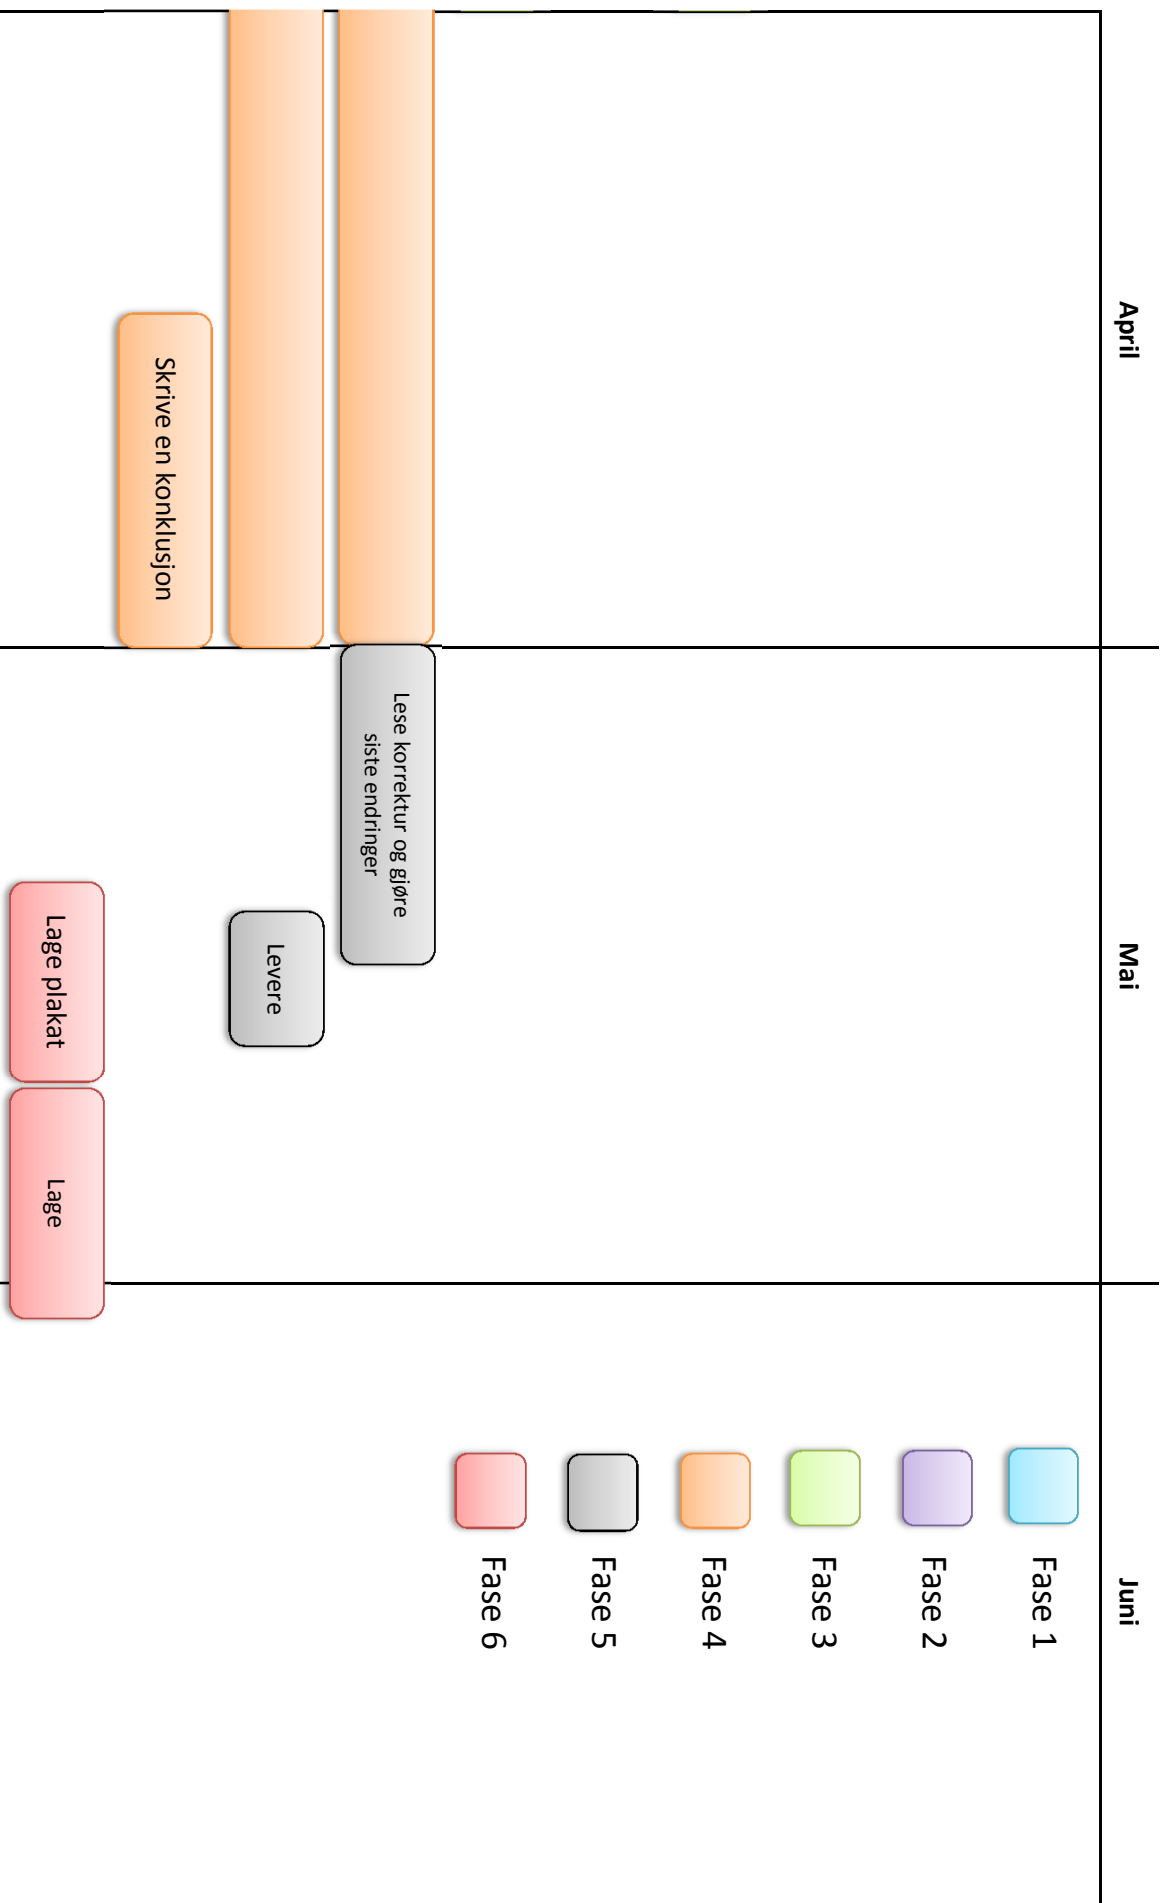 April
Mai
Juni
Fase 1
Fase 2
Fase 3
Fase 4
Fase 5
Fase 6
Lese korrektur og gjøre
siste endringer
Levere
Skrive en konklusjon
Lage plakat
Lage